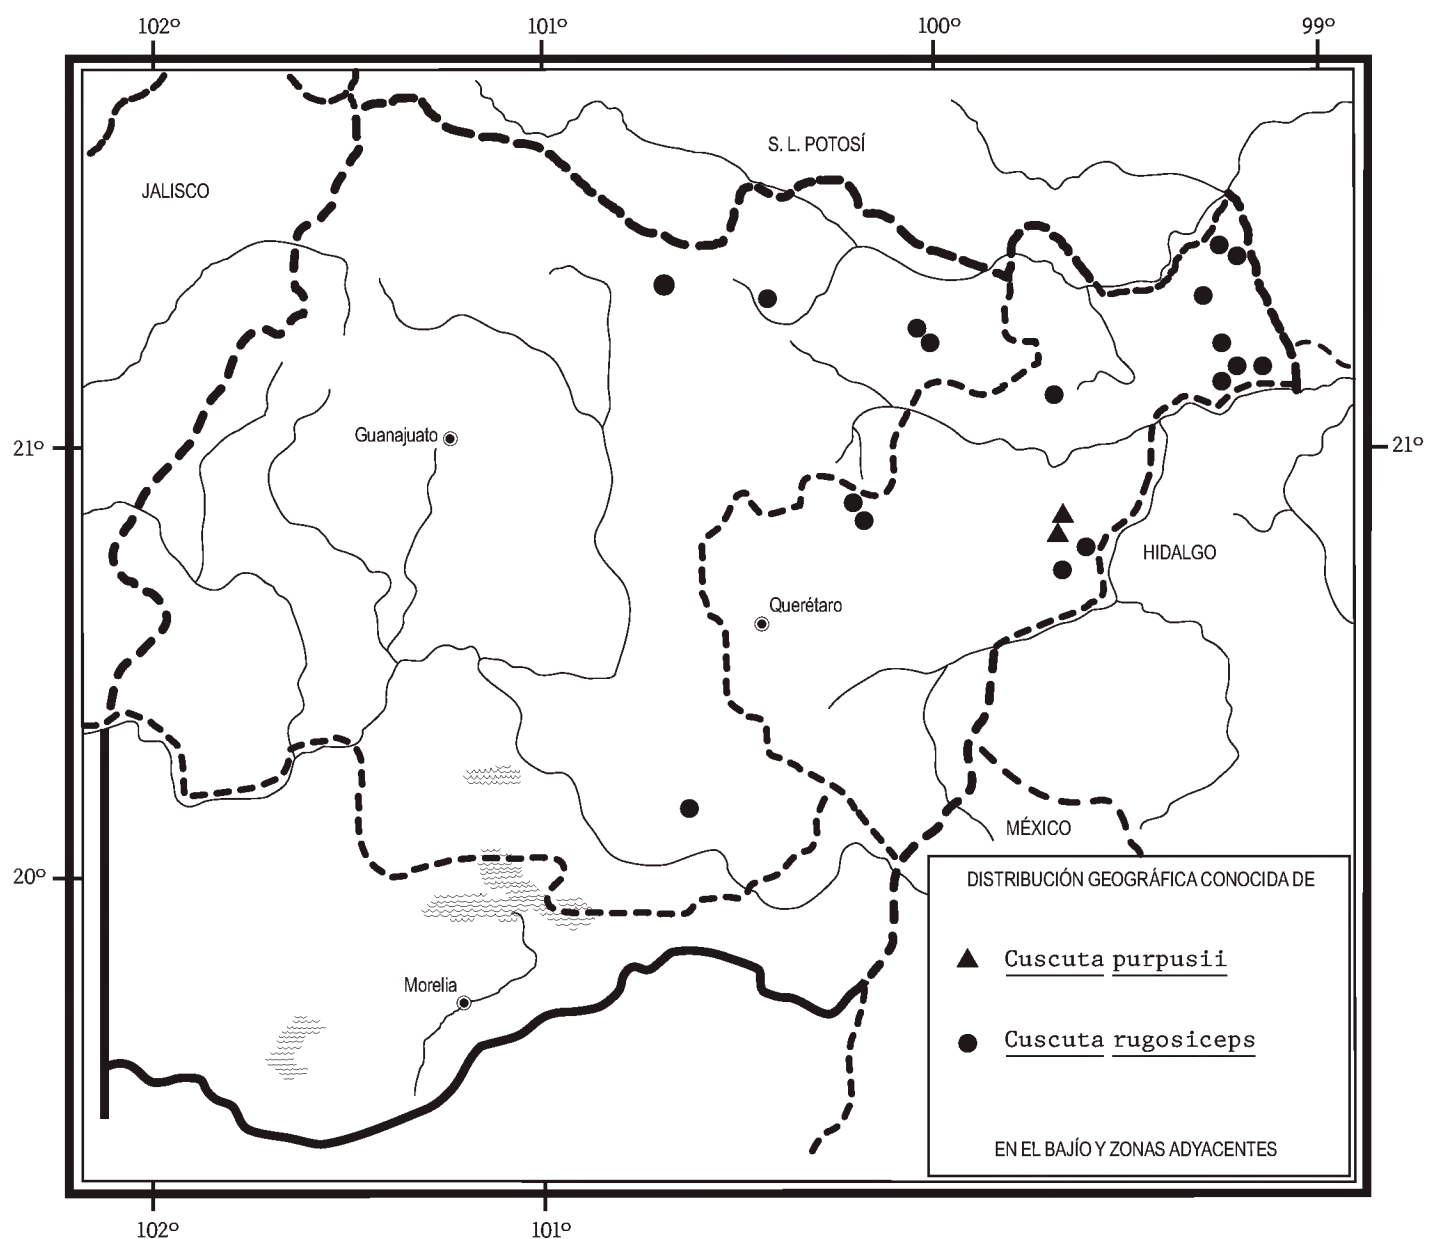 102º 101º 100º 99º
S. L. POTOSÍ
JALISCO
Guanajuato
21º 21º
HIDALGO
Querétaro
MÉXICO
20º
DISTRIBUCIÓN GEOGRÁFICA CONOCIDA DE
Cuscuta purpusii
Morelia
Cuscuta rugosiceps
EN EL BAJÍO Y ZONAS ADYACENTES
102º 101º